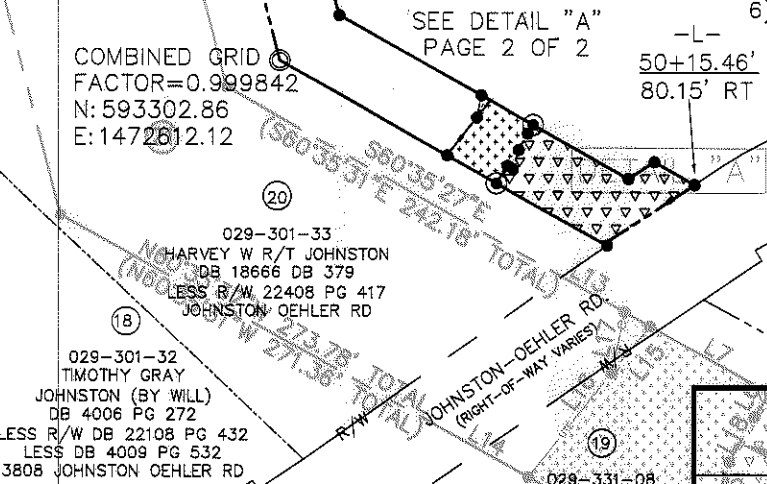 SEE DETAIL "A"
PAGE 2 OF 2
6)
-L-
50+15.46'
80.15' RT
COMBINED GRID
FACTOR=0.999842
N: 593302.86
E: 1472612.12
"A"
S60°35'27"E
(S60°35'31"E 242.18' TOTAL)
20
029-301-33
HARVEY W R/T JOHNSTON
DB 18666 DB 379
LESS R/W 22408 PG 417
JOHNSTON OEHLER RD
273.78' TOTAL
W 271.36' TOTAL)
18
029-301-32
TIMOTHY GRAY
JOHNSTON (BY WILL)
DB 4006 PG 272
LESS R/W DB 22108 PG 432
LESS DB 4009 PG 532
3808 JOHNSTON OEHLER RD
L13
JOHNSTON-OEHLER RD.
(RIGHT-OF-WAY VARIES)
R/W
R/W
L14
L15
L16
L17
L7
L18
19
029-331-08